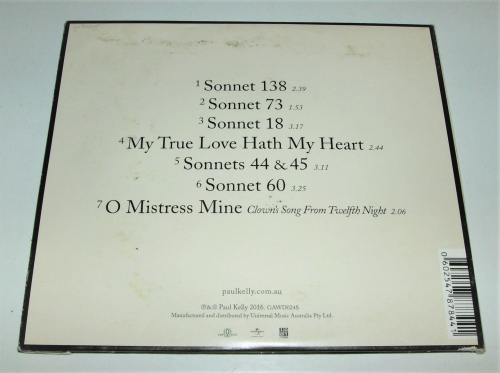 1 Sonnet 138 2.39
2 Sonnet 73 1.53
3 Sonnet 18 3.17
4 My True Love Hath My Heart 2.44
5 Sonnets 44 & 45 3.11
6 Sonnet 60 3.25
7 O Mistress Mine Clown's Song From Twelfth Night 2.06
paulkelly.com.au
℗&© Paul Kelly 2016. GAWD024S
Manufactured and distributed by Universal Music Australia Pty Ltd.
0602547878441